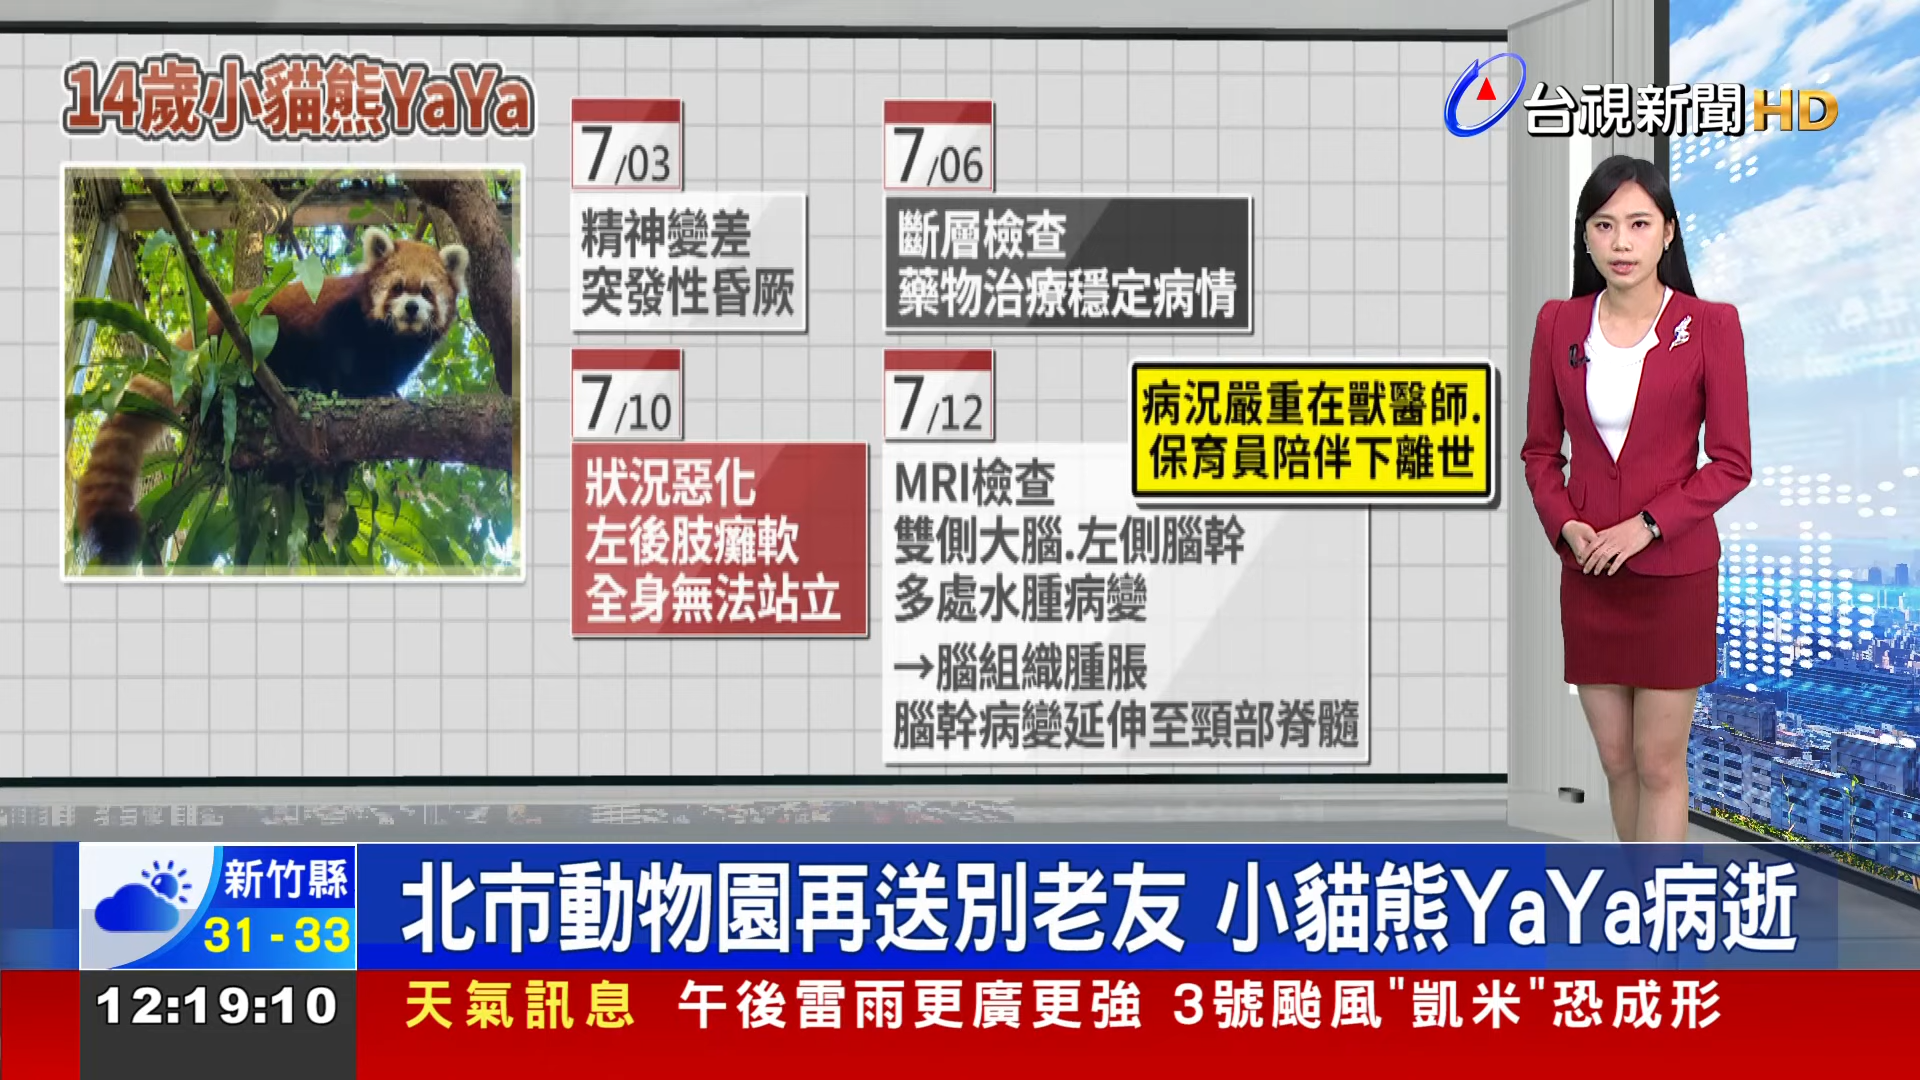 14歲小貓熊YaYa
7/03
精神變差
突發性昏厥
7/06
斷層檢查
藥物治療穩定病情
7/10
狀況惡化
左後肢癱軟
全身無法站立
7/12
MRI檢查
雙側大腦.左側腦幹
多處水腫病變
→腦組織腫脹
腦幹病變延伸至頸部脊髓
病況嚴重在獸醫師.
保育員陪伴下離世
台視新聞HD
新竹縣
31-33
北市動物園再送別老友 小貓熊YaYa病逝
12:19:10
天氣訊息 午後雷雨更廣更強 3號颱風"凱米"恐成形